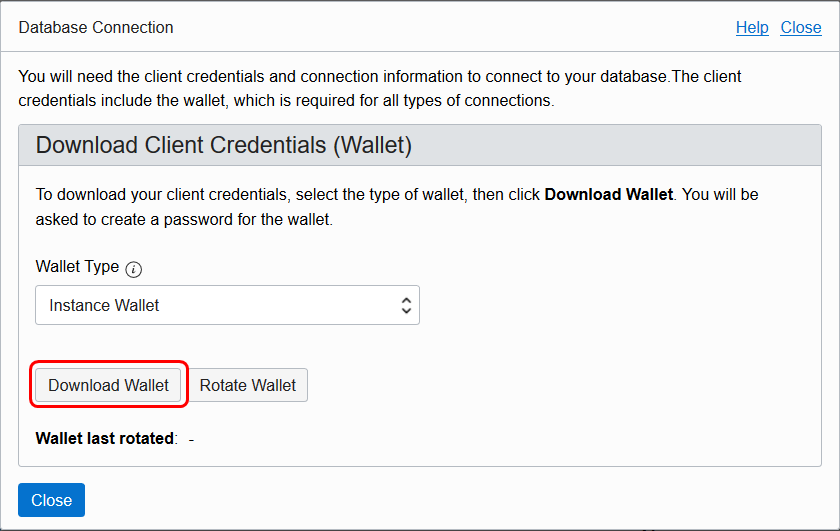 Database Connection
Help Close
You will need the client credentials and connection information to connect to your database.The client
credentials include the wallet, which is required for all types of connections.
Download Client Credentials (Wallet)
To download your client credentials, select the type of wallet, then click Download Wallet. You will be
asked to create a password for the wallet.
Wallet Type i
Instance Wallet
Download Wallet Rotate Wallet
Wallet last rotated: -
Close